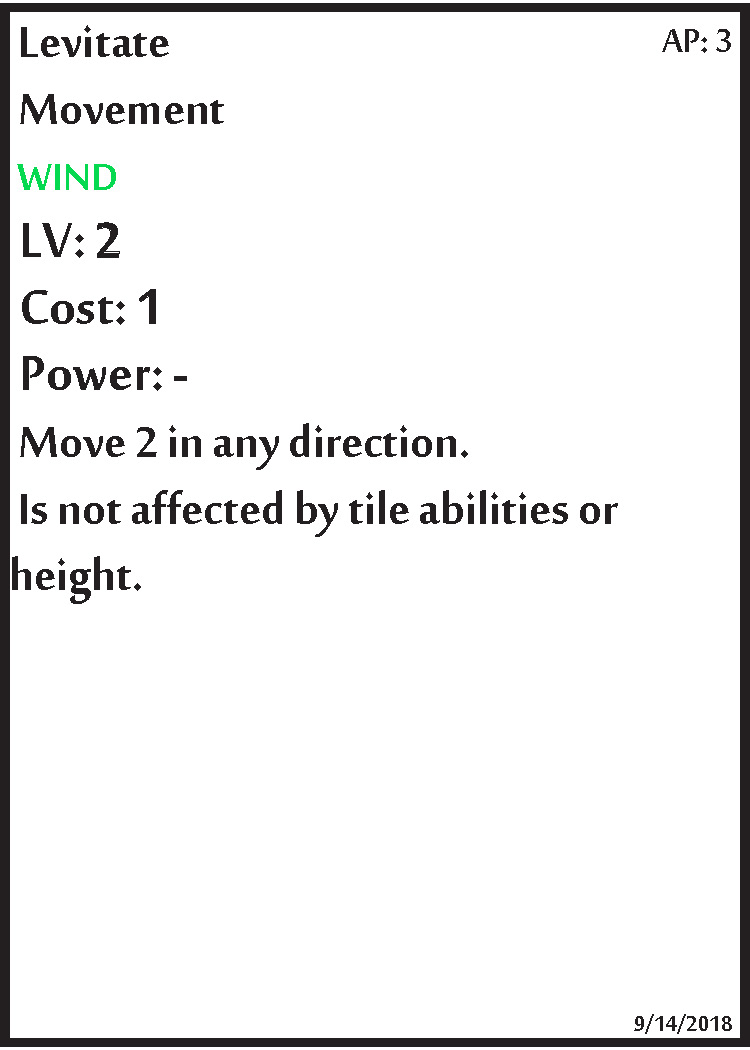 Levitate
AP: 3
Movement
WIND
LV: 2
Cost: 1
Power: -
Move 2 in any direction.
Is not affected by tile abilities or
height.
9/14/2018